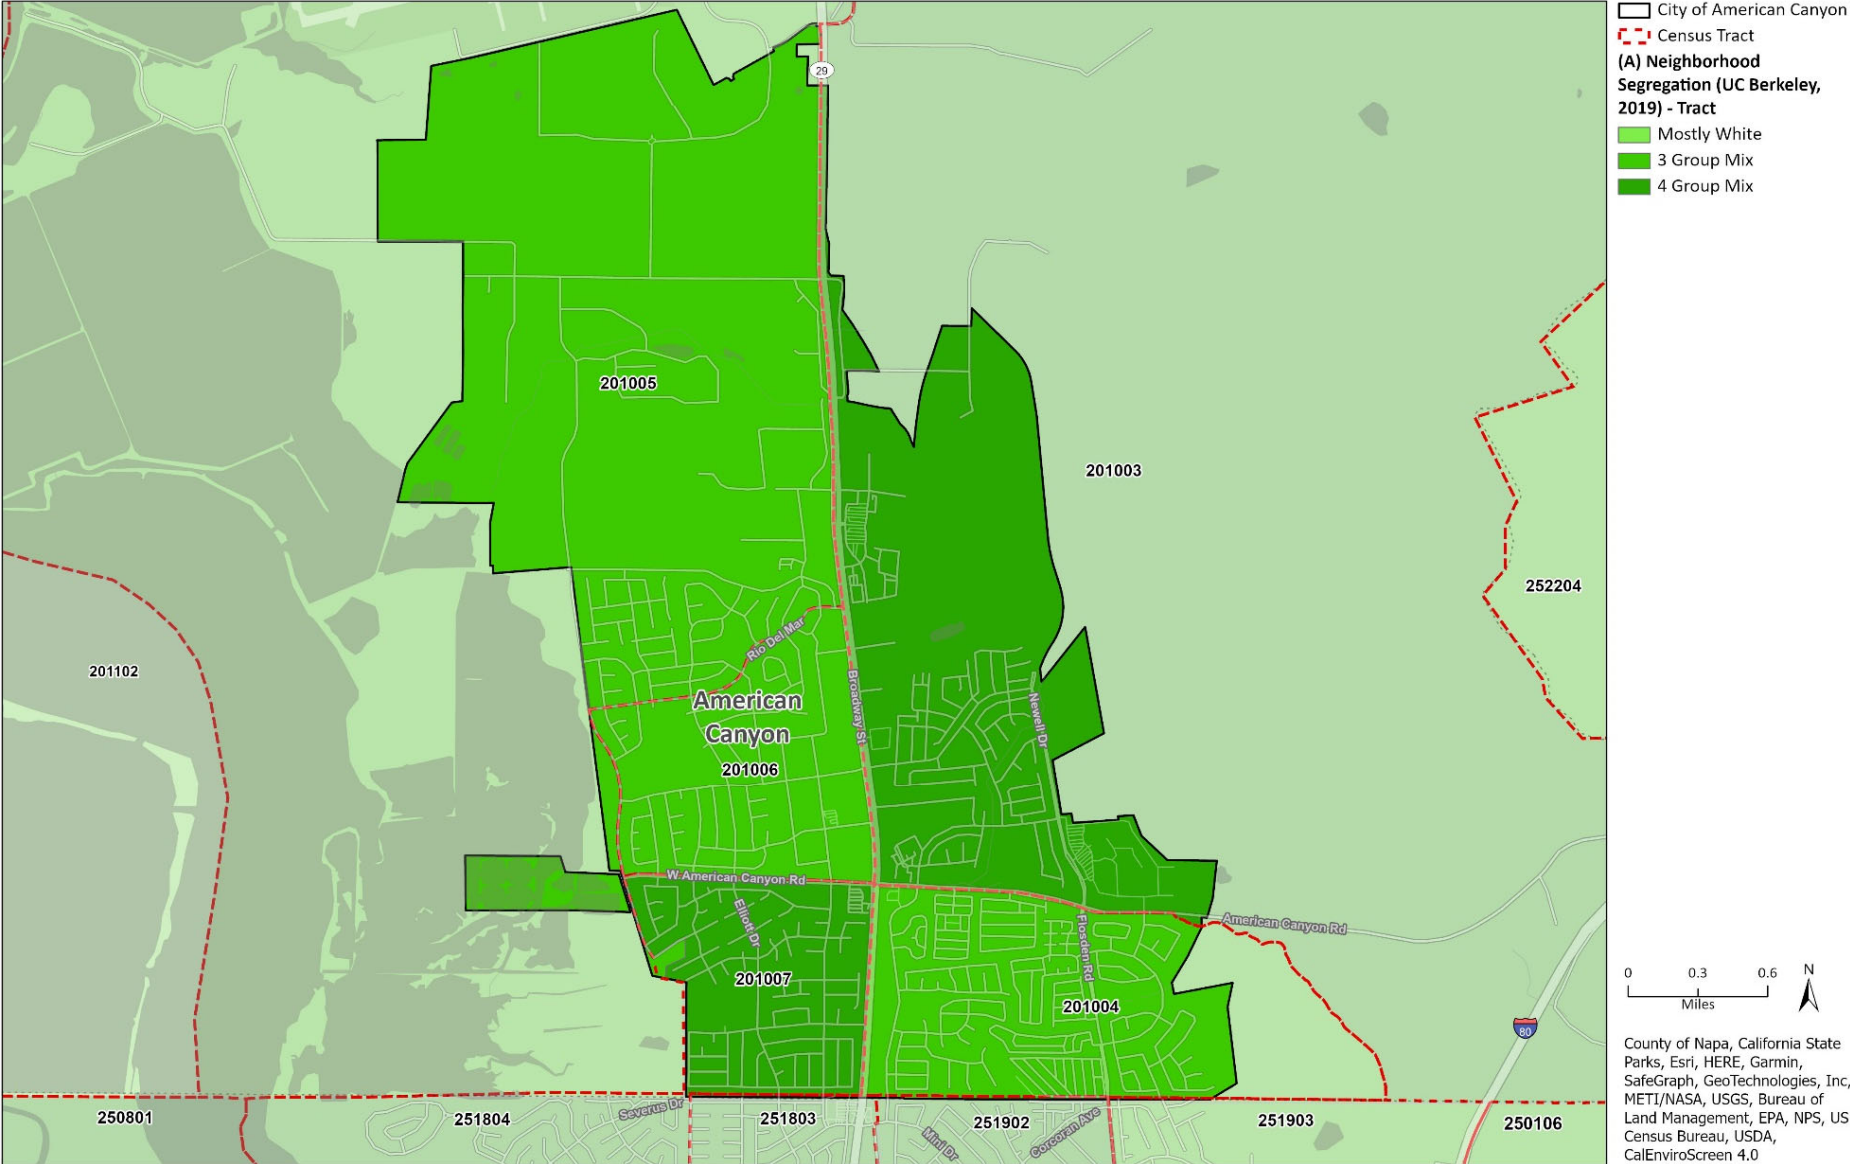 29
201005
201003
252204
201102
Rio Del Mar
American
Canyon
Broadway St
Newell Dr
201006
W American Canyon Rd
Elliott Dr
Flosden Rd
American Canyon Rd
201007
201004
80
250801
251804
Severus Dr
251803
251902
Mini Dr
Corcoran Ave
251903
250106
City of American Canyon
Census Tract
(A) Neighborhood
Segregation (UC Berkeley,
2019) - Tract
Mostly White
3 Group Mix
4 Group Mix
0 0.3 0.6
Miles
N
County of Napa, California State
Parks, Esri, HERE, Garmin,
SafeGraph, GeoTechnologies, Inc,
METI/NASA, USGS, Bureau of
Land Management, EPA, NPS, US
Census Bureau, USDA,
CalEnviroScreen 4.0